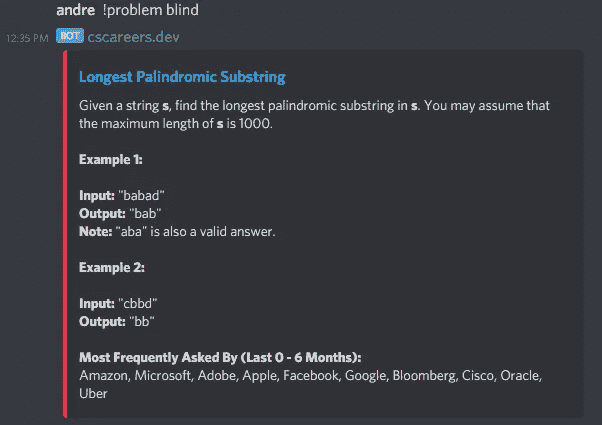 andre !problem blind
12:35 PM BOT cscareers.dev
Longest Palindromic Substring
Given a string s, find the longest palindromic substring in s. You may assume that
the maximum length of s is 1000.
Example 1:
Input: "babad"
Output: "bab"
Note: "aba" is also a valid answer.
Example 2:
Input: "cbbd"
Output: "bb"
Most Frequently Asked By (Last 0 - 6 Months):
Amazon, Microsoft, Adobe, Apple, Facebook, Google, Bloomberg, Cisco, Oracle,
Uber